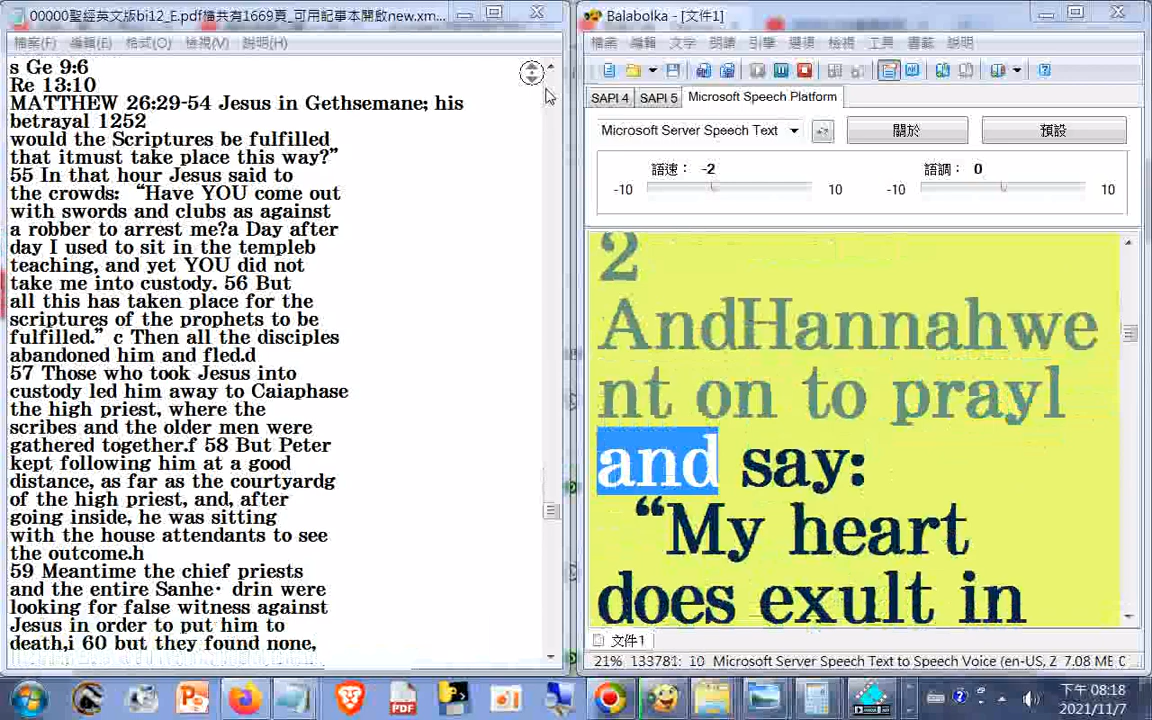 00000聖經英文版bi12_E.pdf檔共有1669頁_可用記事本開啟new.xm...
檔案(F) 編輯(E) 格式(O) 檢視(V) 說明(H)
s Ge 9:6
Re 13:10
MATTHEW 26:29-54 Jesus in Gethsemane; his
betrayal 1252
would the Scriptures be fulfilled
that itmust take place this way?”
55 In that hour Jesus said to
the crowds: “Have YOU come out
with swords and clubs as against
a robber to arrest me?a Day after
day I used to sit in the templeb
teaching, and yet YOU did not
take me into custody. 56 But
all this has taken place for the
scriptures of the prophets to be
fulfilled.” c Then all the disciples
abandoned him and fled.d
57 Those who took Jesus into
custody led him away to Caiaphase
the high priest, where the
scribes and the older men were
gathered together.f 58 But Peter
kept following him at a good
distance, as far as the courtyardg
of the high priest, and, after
going inside, he was sitting
with the house attendants to see
the outcome.h
59 Meantime the chief priests
and the entire Sanhe· drin were
looking for false witness against
Jesus in order to put him to
death,i 60 but they found none,
Balabolka - [文件1]
檔案 編輯 文字 朗讀 引擎 選項 檢視 工具 書籤 說明
SAPI 4 SAPI 5 Microsoft Speech Platform
Microsoft Server Speech Text 關於 預設
語速： -2 語調： 0
-10 10 -10 10
2
AndHannahwe
nt on to prayl
and say:
“My heart
does exult in
文件1
21% 133781: 10 Microsoft Server Speech Text to Speech Voice (en-US, Z 7.08 MB
下午 08:18
2021/11/7